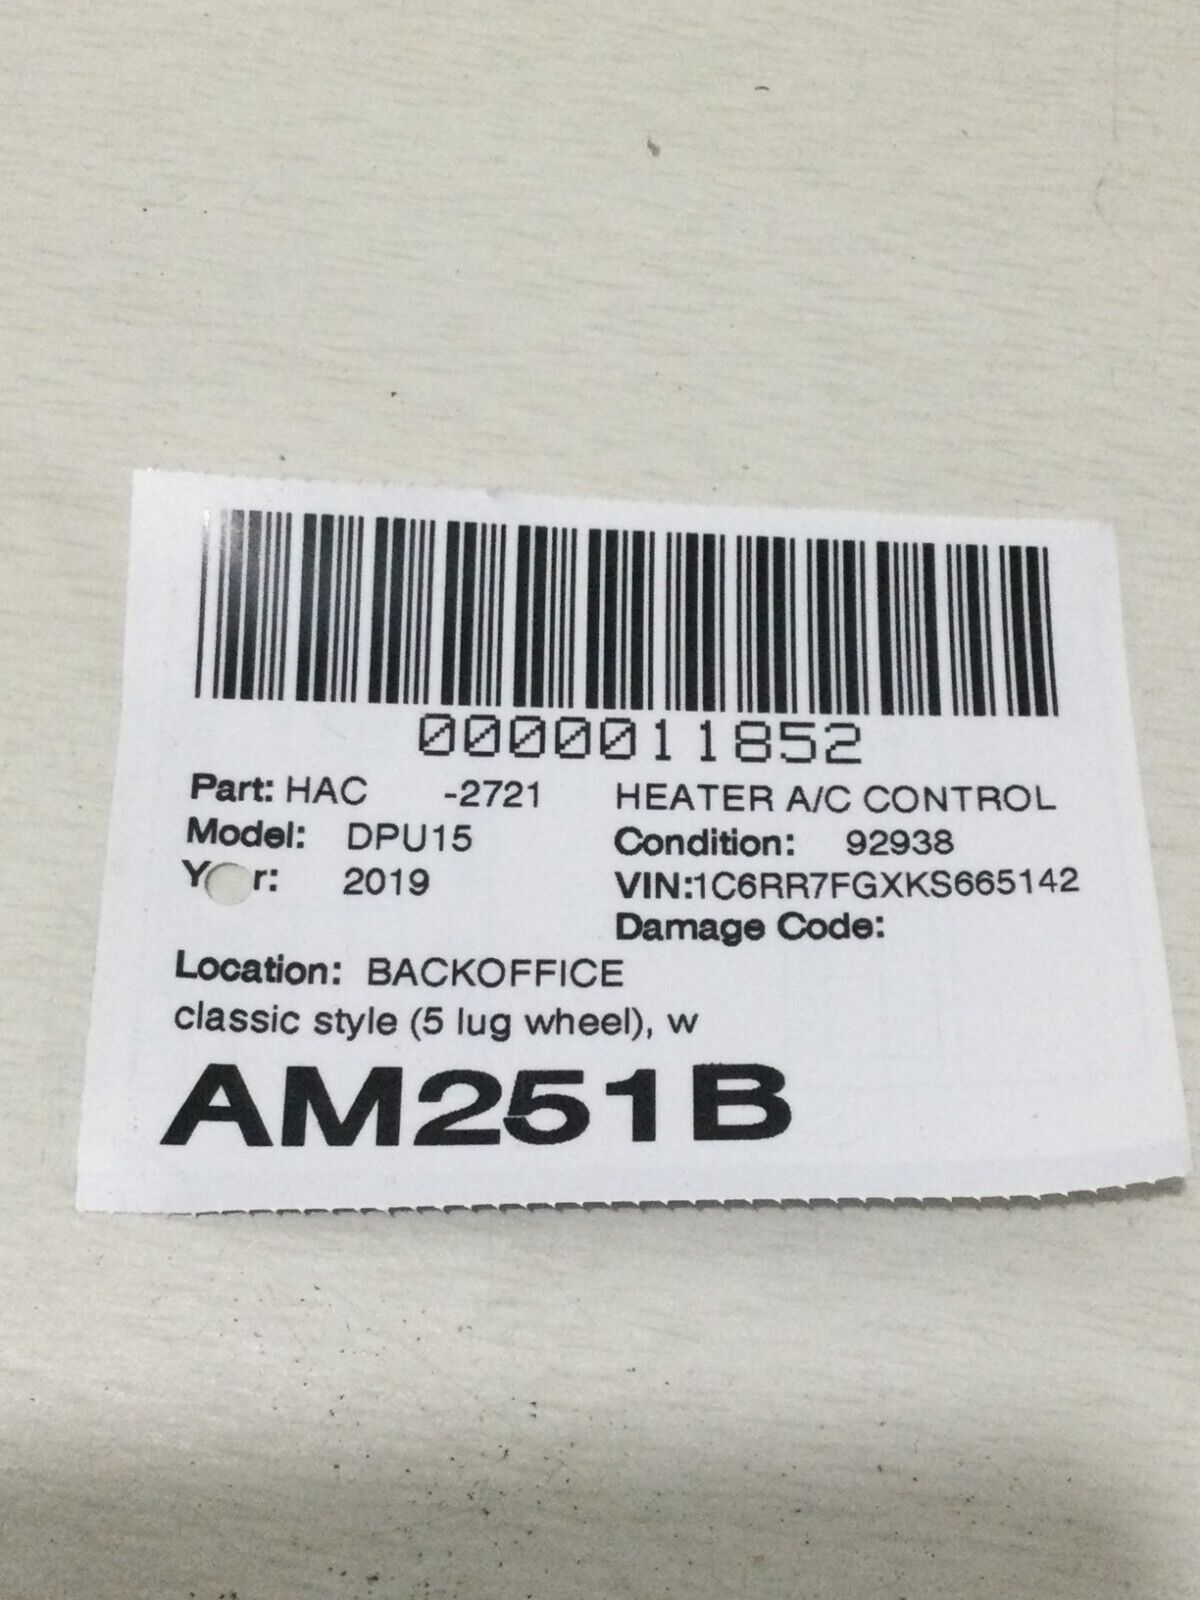 0000011852
Part: HAC -2721 HEATER A/C CONTROL
Model: DPU15 Condition: 92938
Y r: 2019 VIN:1C6RR7FGXKS665142
Damage Code:
Location: BACKOFFICE
classic style (5 lug wheel), w
AM251B